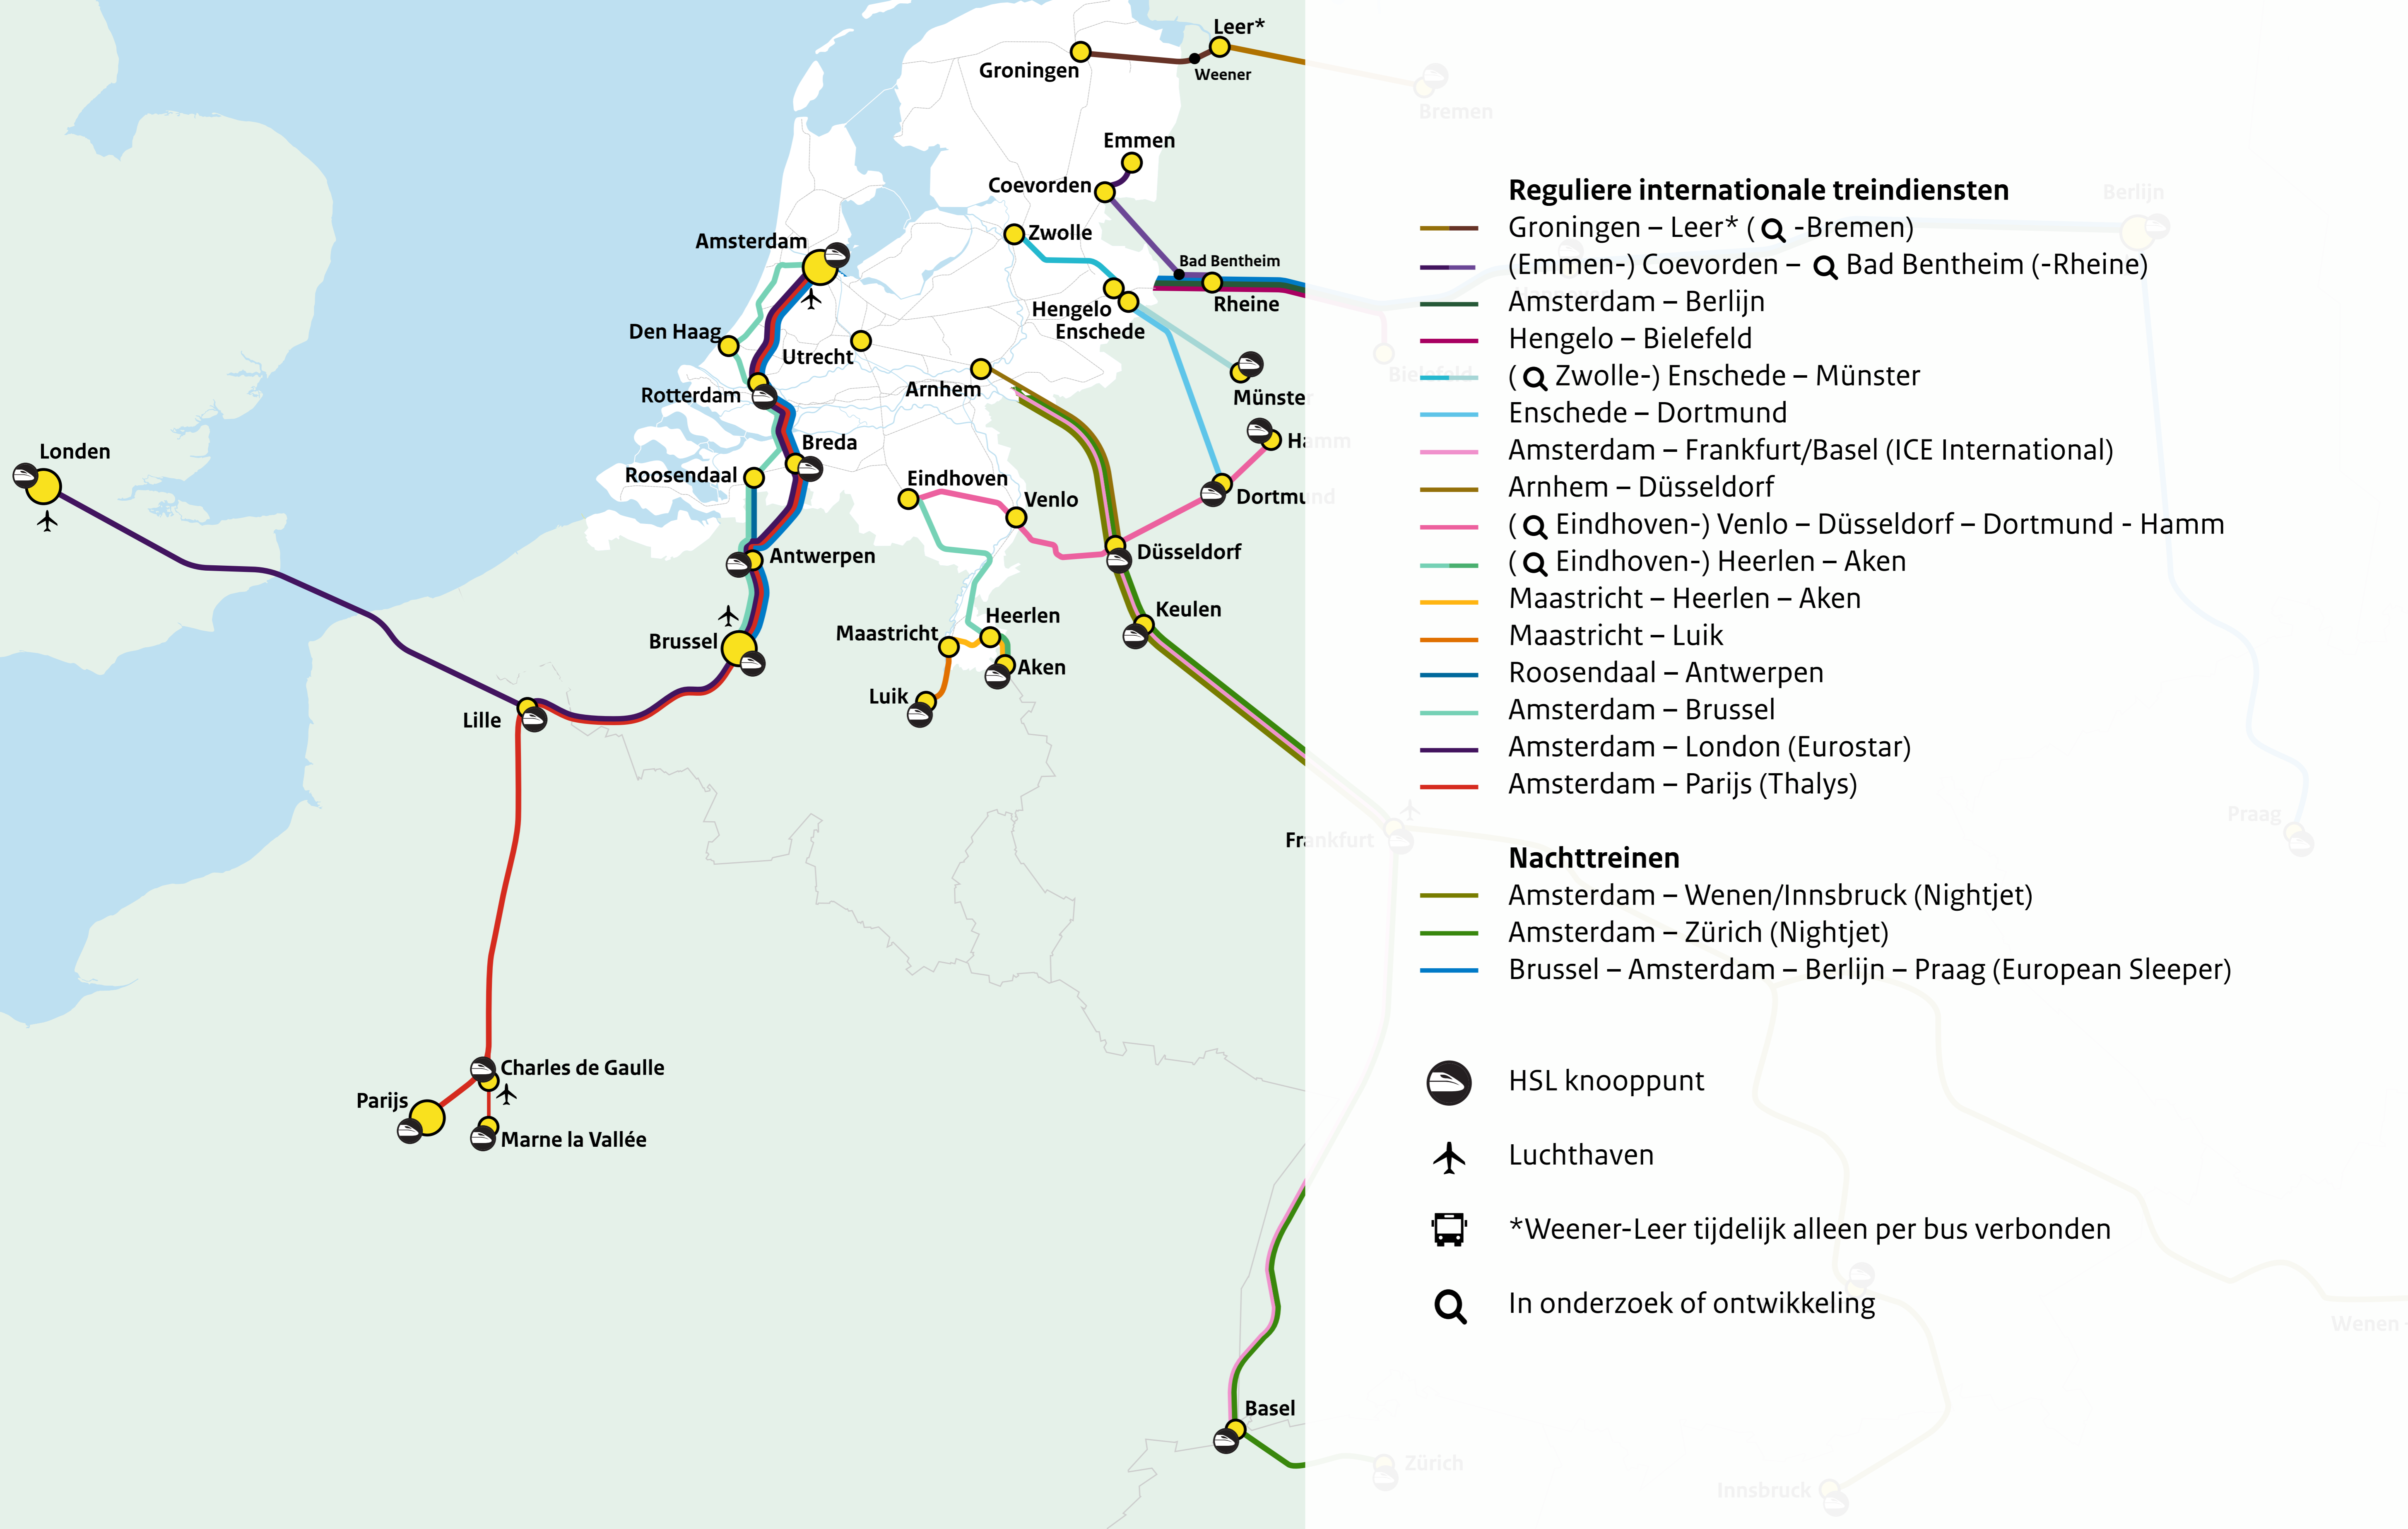 Leer*
Groningen
Weener
Bremen
Emmen
Coevorden
Zwolle
Amsterdam
Bad Bentheim
Rheine
Hengelo
Enschede
Den Haag
Utrecht
Rotterdam
Arnhem
Münster
Hamm
Breda
Londen
Roosendaal
Eindhoven
Venlo
Dortmund
Antwerpen
Düsseldorf
Keulen
Heerlen
Maastricht
Brussel
Aken
Luik
Lille
Frankfurt
Charles de Gaulle
Parijs
Marne la Vallée
Basel
Zürich
Innsbruck
Wenen
Praag
Berlijn
Bielefeld
Reguliere internationale treindiensten
Groningen – Leer* ( -Bremen)
(Emmen-) Coevorden – Bad Bentheim (-Rheine)
Amsterdam – Berlijn
Hengelo – Bielefeld
( Zwolle-) Enschede – Münster
Enschede – Dortmund
Amsterdam – Frankfurt/Basel (ICE International)
Arnhem – Düsseldorf
( Eindhoven-) Venlo – Düsseldorf – Dortmund - Hamm
( Eindhoven-) Heerlen – Aken
Maastricht – Heerlen – Aken
Maastricht – Luik
Roosendaal – Antwerpen
Amsterdam – Brussel
Amsterdam – London (Eurostar)
Amsterdam – Parijs (Thalys)
Nachttreinen
Amsterdam – Wenen/Innsbruck (Nightjet)
Amsterdam – Zürich (Nightjet)
Brussel – Amsterdam – Berlijn – Praag (European Sleeper)
HSL knooppunt
Luchthaven
*Weener-Leer tijdelijk alleen per bus verbonden
In onderzoek of ontwikkeling